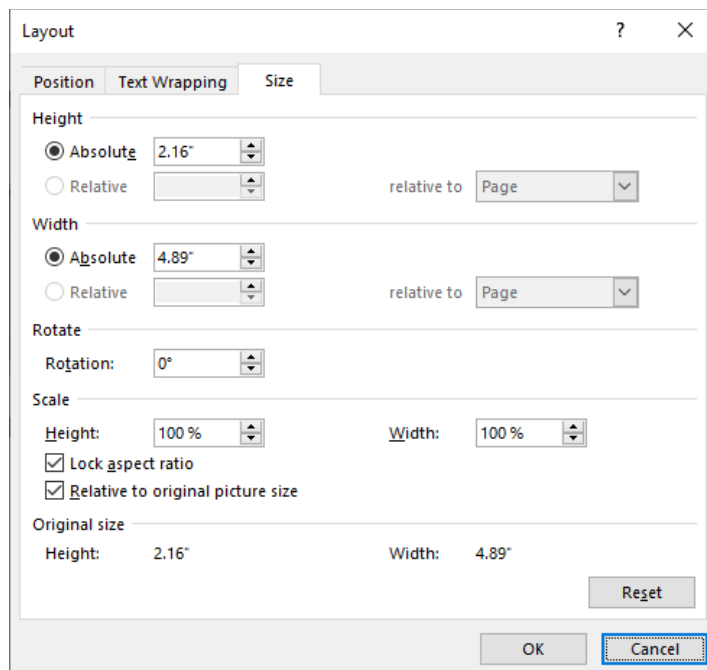 Layout ?
Position Text Wrapping Size
Height
Absolute 2.16"
Relative relative to Page
Width
Absolute 4.89"
Relative relative to Page
Rotate
Rotation: 0°
Scale
Height: 100 % Width: 100 %
Lock aspect ratio
Relative to original picture size
Original size
Height: 2.16" Width: 4.89"
Reset
OK Cancel